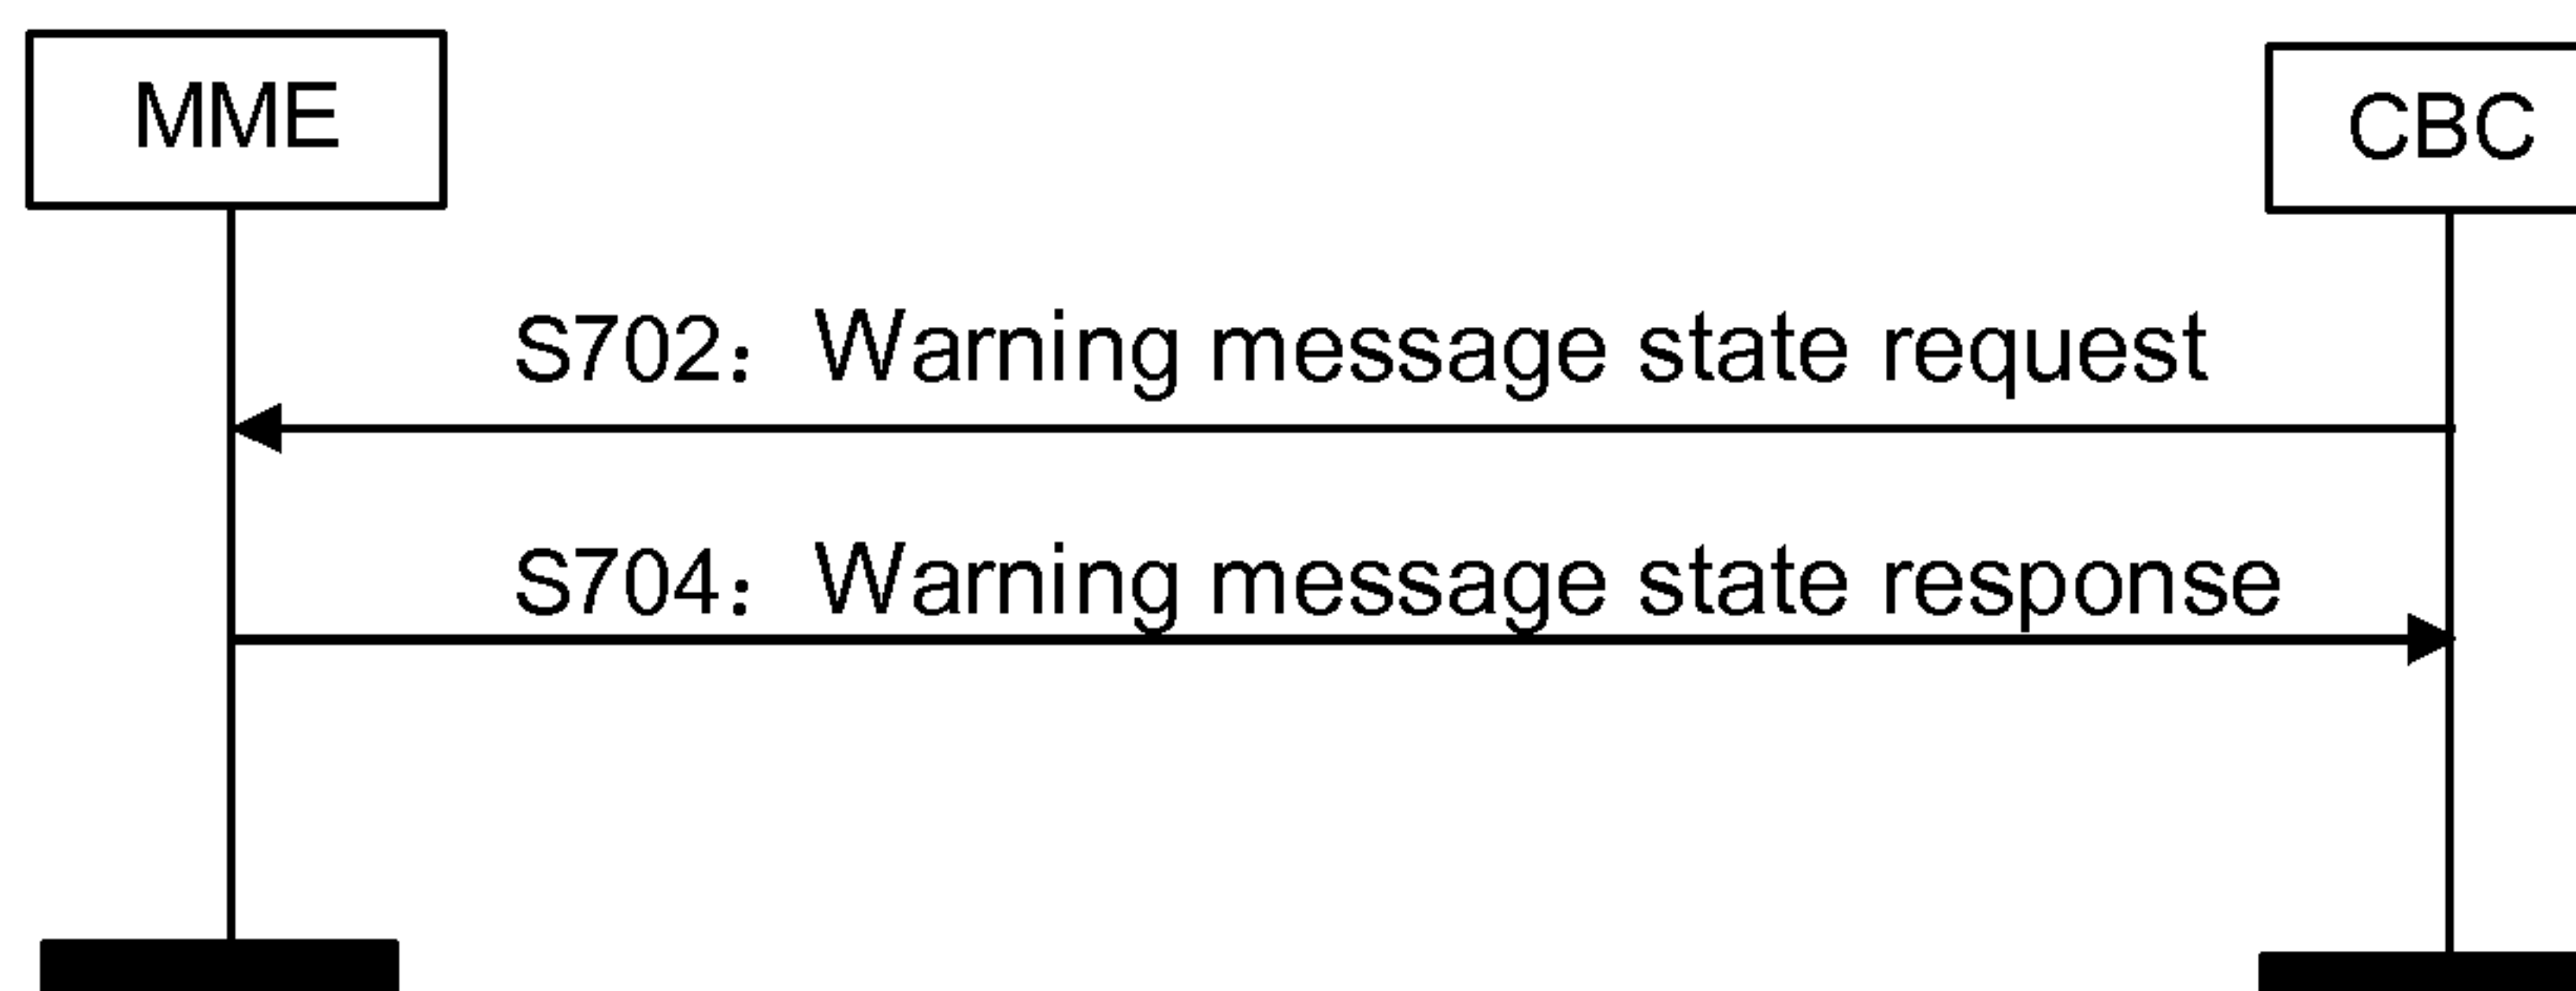 MME
CBC
S702：Warning message state request
S704：Warning message state response